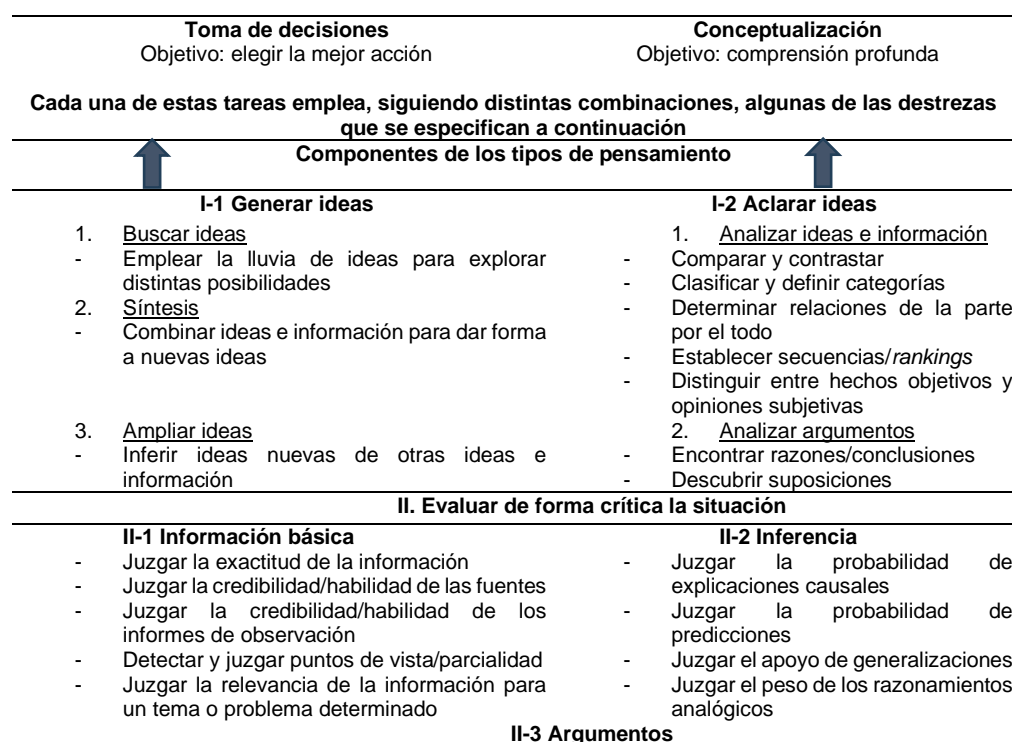 Toma de decisiones
Objetivo: elegir la mejor acción
Conceptualización
Objetivo: comprensión profunda
Cada una de estas tareas emplea, siguiendo distintas combinaciones, algunas de las destrezas
que se especifican a continuación
Componentes de los tipos de pensamiento
I-1 Generar ideas
1. Buscar ideas
- Emplear la lluvia de ideas para explorar
distintas posibilidades
2. Síntesis
- Combinar ideas e información para dar forma
a nuevas ideas
3. Ampliar ideas
- Inferir ideas nuevas de otras ideas e
información
I-2 Aclarar ideas
1. Analizar ideas e información
- Comparar y contrastar
- Clasificar y definir categorías
- Determinar relaciones de la parte
por el todo
- Establecer secuencias/rankings
- Distinguir entre hechos objetivos y
opiniones subjetivas
2. Analizar argumentos
- Encontrar razones/conclusiones
- Descubrir suposiciones
II. Evaluar de forma crítica la situación
II-1 Información básica
- Juzgar la exactitud de la información
- Juzgar la credibilidad/habilidad de las fuentes
- Juzgar la credibilidad/habilidad de los
informes de observación
- Detectar y juzgar puntos de vista/parcialidad
- Juzgar la relevancia de la información para
un tema o problema determinado
II-2 Inferencia
- Juzgar la probabilidad de
explicaciones causales
- Juzgar la probabilidad de
predicciones
- Juzgar el apoyo de generalizaciones
- Juzgar el peso de los razonamientos
analógicos
II-3 Argumentos